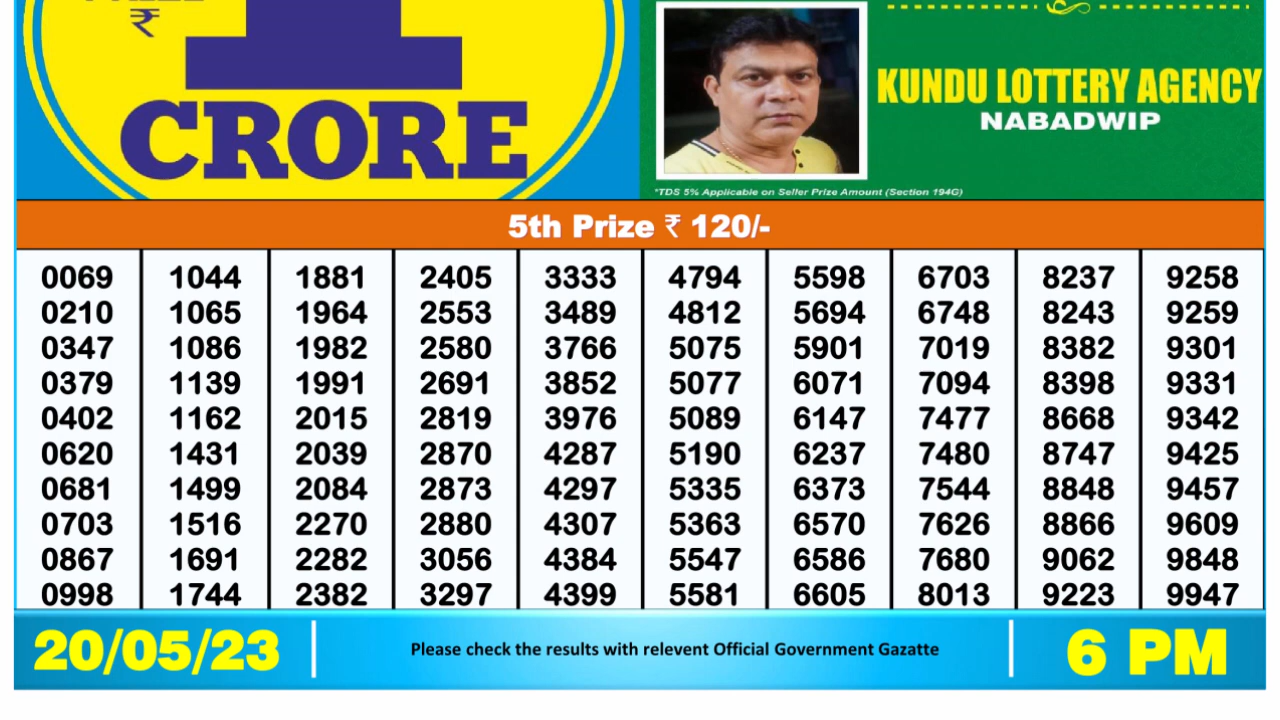 ₹
1
CRORE
KUNDU LOTTERY AGENCY
NABADWIP
*TDS 5% Applicable on Seller Prize Amount (Section 194G)
5th Prize ₹ 120/-
0069 1044 1881 2405 3333 4794 5598 6703 8237 9258
0210 1065 1964 2553 3489 4812 5694 6748 8243 9259
0347 1086 1982 2580 3766 5075 5901 7019 8382 9301
0379 1139 1991 2691 3852 5077 6071 7094 8398 9331
0402 1162 2015 2819 3976 5089 6147 7477 8668 9342
0620 1431 2039 2870 4287 5190 6237 7480 8747 9425
0681 1499 2084 2873 4297 5335 6373 7544 8848 9457
0703 1516 2270 2880 4307 5363 6570 7626 8866 9609
0867 1691 2282 3056 4384 5547 6586 7680 9062 9848
0998 1744 2382 3297 4399 5581 6605 8013 9223 9947
20/05/23
Please check the results with relevent Official Government Gazatte
6 PM